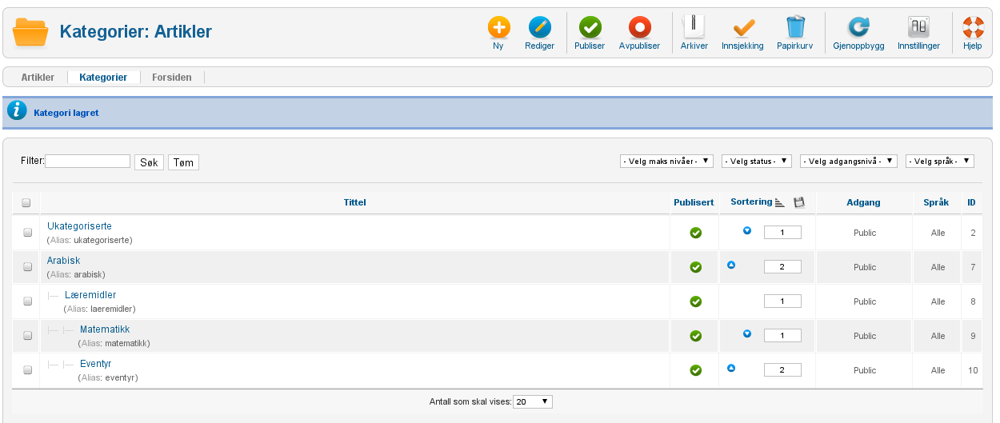 Kategorier: Artikler
Ny Rediger Publiser Avpubliser Arkiver Innsjekking Papirkurv Gjenoppbygg Innstillinger Hjelp
Artikler Kategorier Forsiden
Kategori lagret
Filter: Søk Tøm - Velg maks nivåer - - Velg status - - Velg adgangsnivå - - Velg språk -
Tittel Publisert Sortering Adgang Språk ID
Ukategoriserte
(Alias: ukategoriserte) 1 Public Alle 2
Arabisk
(Alias: arabisk) 2 Public Alle 7
Læremidler
(Alias: laeremidler) 1 Public Alle 8
Matematikk
(Alias: matematikk) 1 Public Alle 9
Eventyr
(Alias: eventyr) 2 Public Alle 10
Antall som skal vises: 20